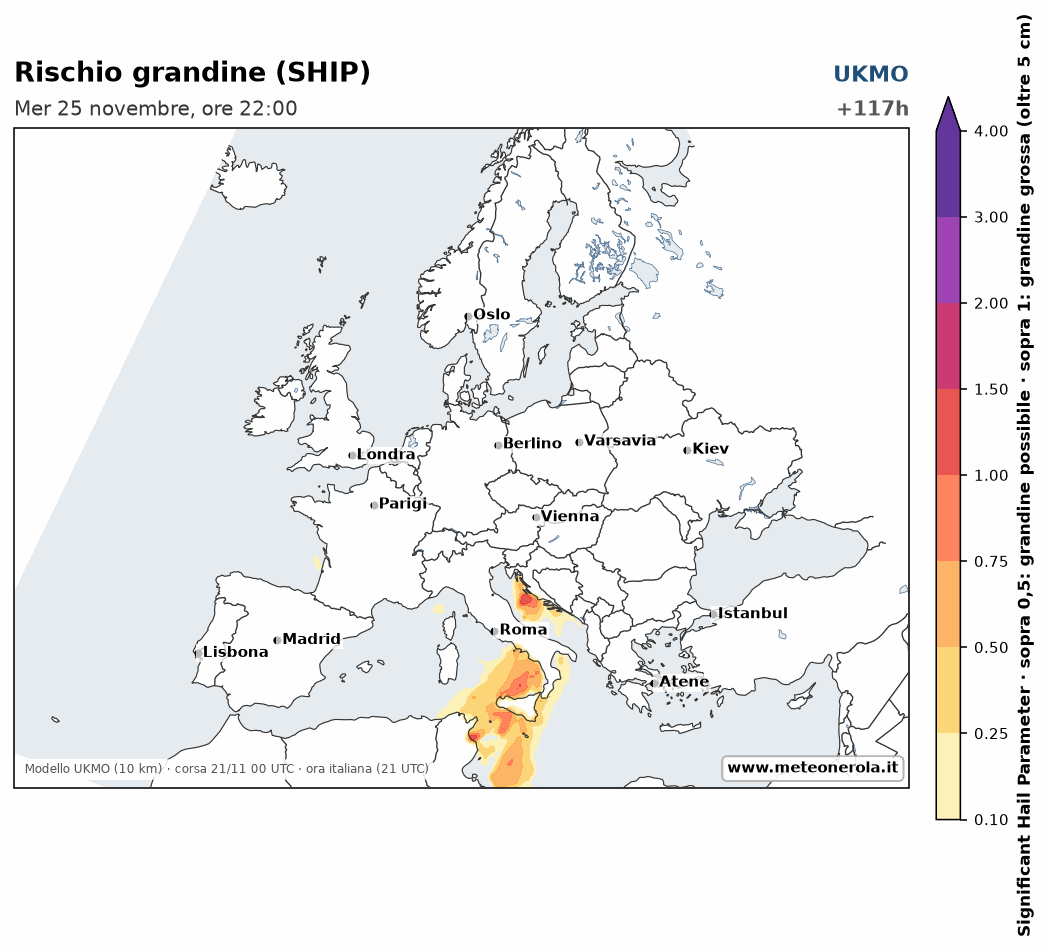 Rischio grandine (SHIP)
UKMO
Mer 25 novembre, ore 22:00
+117h
Oslo
Berlino
Varsavia
Kiev
Londra
Parigi
Vienna
Istanbul
Roma
Madrid
Lisbona
Atene
Modello UKMO (10 km) · corsa 21/11 00 UTC · ora italiana (21 UTC)
www.meteonerola.it
4.00
3.00
2.00
1.50
1.00
0.75
0.50
0.25
0.10
Significant Hail Parameter · sopra 0,5: grandine possibile · sopra 1: grandine grossa (oltre 5 cm)